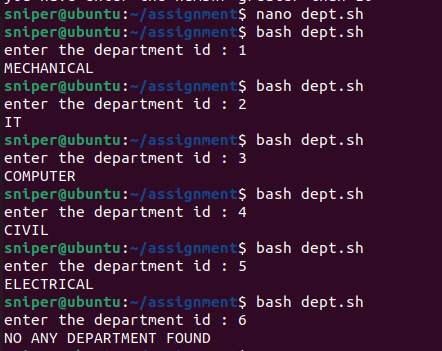 sniper@ubuntu:~/assignment$ nano dept.sh
sniper@ubuntu:~/assignment$ bash dept.sh
enter the department id : 1
MECHANICAL
sniper@ubuntu:~/assignment$ bash dept.sh
enter the department id : 2
IT
sniper@ubuntu:~/assignment$ bash dept.sh
enter the department id : 3
COMPUTER
sniper@ubuntu:~/assignment$ bash dept.sh
enter the department id : 4
CIVIL
sniper@ubuntu:~/assignment$ bash dept.sh
enter the department id : 5
ELECTRICAL
sniper@ubuntu:~/assignment$ bash dept.sh
enter the department id : 6
NO ANY DEPARTMENT FOUND